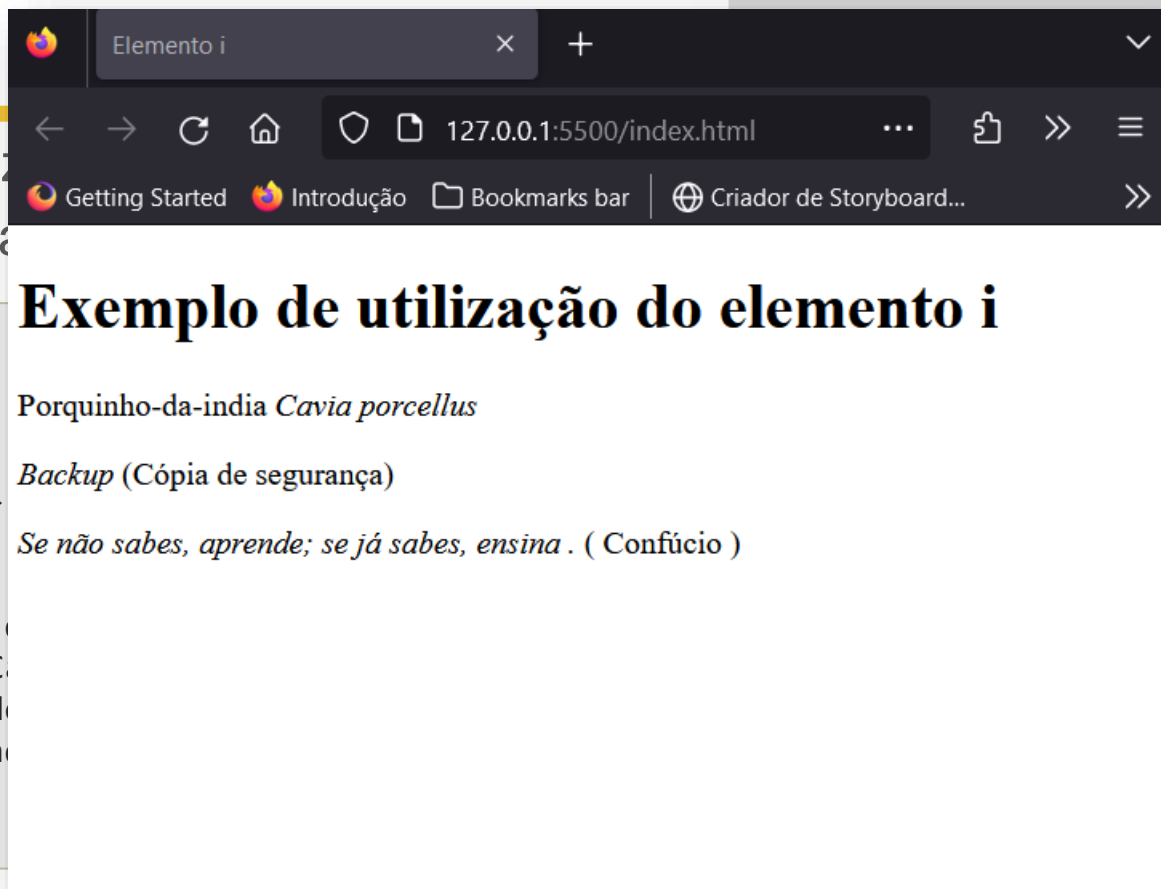 Elemento i
127.0.0.1:5500/index.html
Getting Started Introdução Bookmarks bar Criador de Storyboard...
Exemplo de utilização do elemento i
Porquinho-da-india Cavia porcellus
Backup (Cópia de segurança)
Se não sabes, aprende; se já sabes, ensina . ( Confúcio )